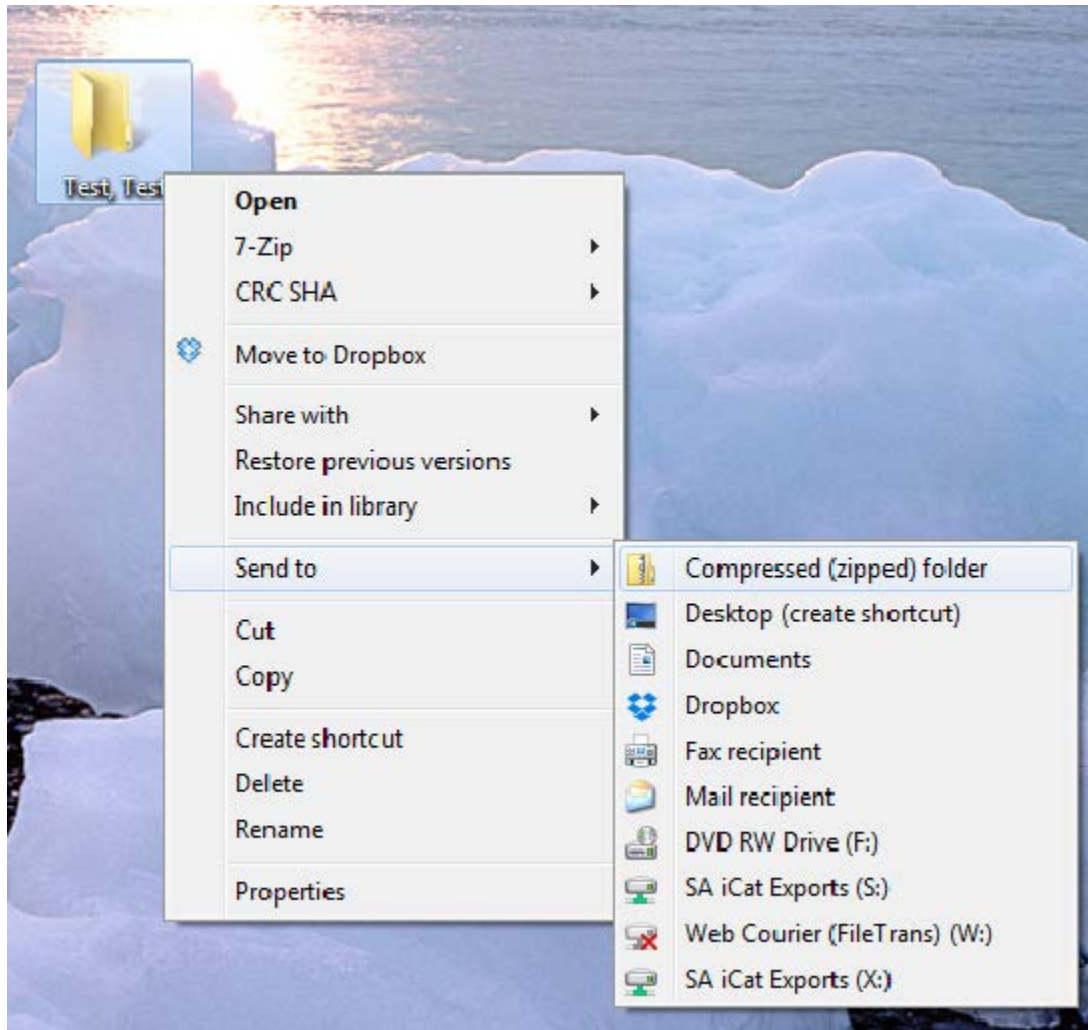 Test, Test
Open
7-Zip
CRC SHA
Move to Dropbox
Share with
Restore previous versions
Include in library
Send to
Cut
Copy
Create shortcut
Delete
Rename
Properties
Compressed (zipped) folder
Desktop (create shortcut)
Documents
Dropbox
Fax recipient
Mail recipient
DVD RW Drive (F:)
SA iCat Exports (S:)
Web Courier (FileTrans) (W:)
SA iCat Exports (X:)